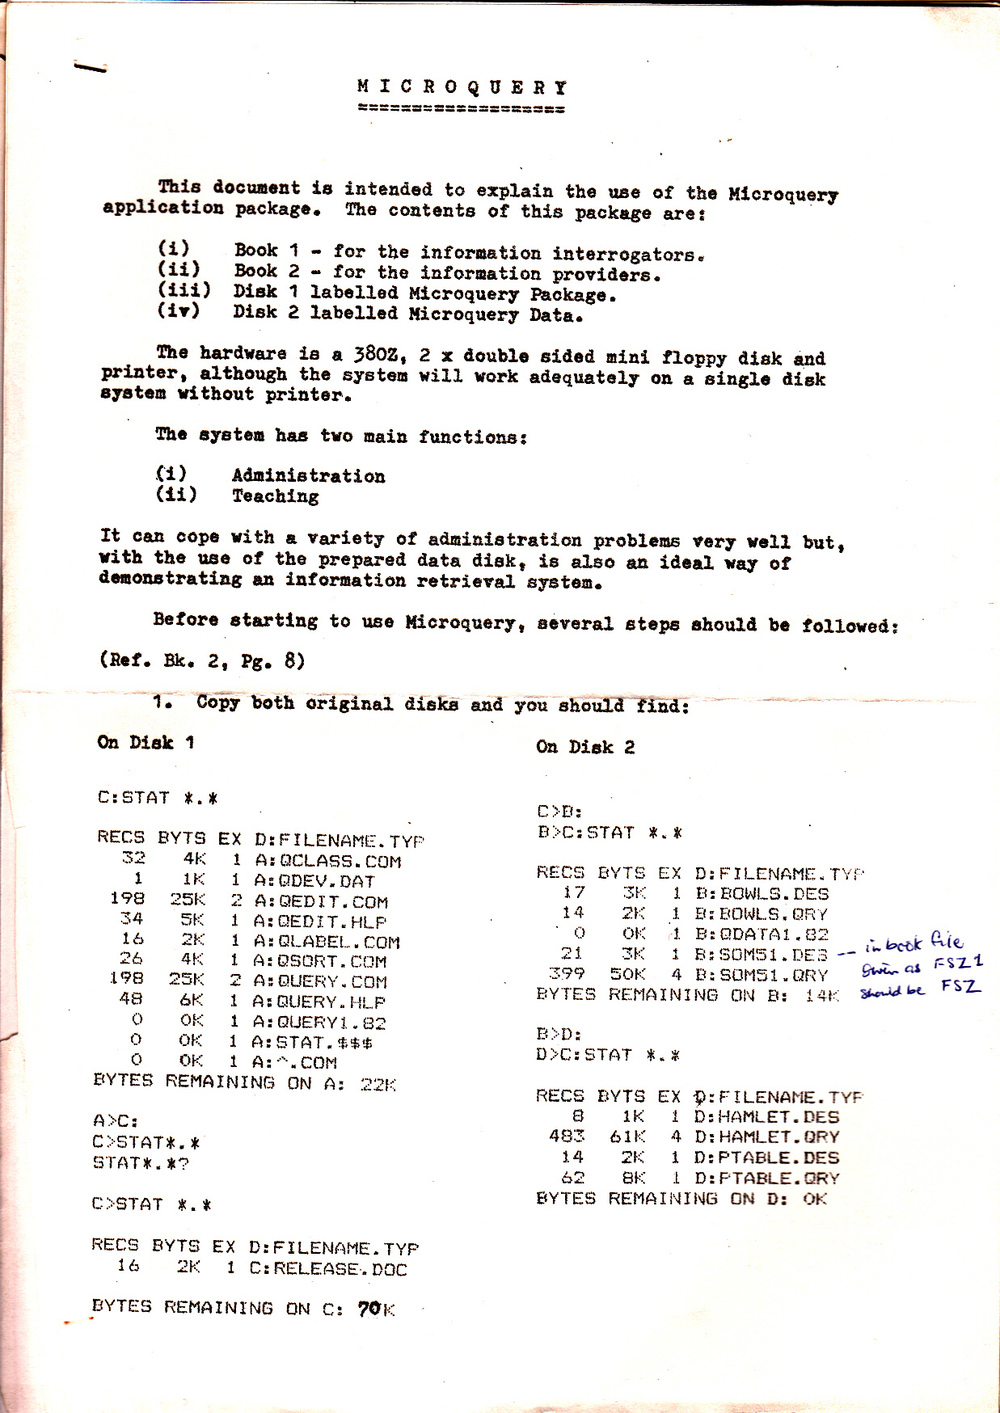 M I C R O Q U E R Y
===================
This document is intended to explain the use of the Microquery
application package. The contents of this package are:
(i) Book 1 - for the information interrogators.
(ii) Book 2 - for the information providers.
(iii) Disk 1 labelled Microquery Package.
(iv) Disk 2 labelled Microquery Data.
The hardware is a 380Z, 2 x double sided mini floppy disk and
printer, although the system will work adequately on a single disk
system without printer.
The system has two main functions:
(i) Administration
(ii) Teaching
It can cope with a variety of administration problems very well but,
with the use of the prepared data disk, is also an ideal way of
demonstrating an information retrieval system.
Before starting to use Microquery, several steps should be followed:
(Ref. Bk. 2, Pg. 8)
1. Copy both original disks and you should find:
On Disk 1
C:STAT *.*
RECS BYTS EX D:FILENAME.TYP
32 4K 1 A:QCLASS.COM
1 1K 1 A:QDEV.DAT
198 25K 2 A:QEDIT.COM
34 5K 1 A:QEDIT.HLP
16 2K 1 A:QLABEL.COM
26 4K 1 A:QSORT.COM
198 25K 2 A:QUERY.COM
48 6K 1 A:QUERY.HLP
0 0K 1 A:QUERY1.82
0 0K 1 A:STAT.$$$
0 0K 1 A:^.COM
BYTES REMAINING ON A: 22K
A>C:
C>STAT*.*
STAT*.*?
C>STAT *.*
RECS BYTS EX D:FILENAME.TYP
16 2K 1 C:RELEASE.DOC
BYTES REMAINING ON C: 70K
On Disk 2
C>B:
B>C:STAT *.*
RECS BYTS EX D:FILENAME.TYP
17 3K 1 B:BOWLS.DES
14 2K 1 B:BOWLS.QRY
0 0K 1 B:QDATA1.82
21 3K 1 B:SOM51.DES -- in book file
399 50K 4 B:SOM51.QRY given as FSZ1
BYTES REMAINING ON B: 14K should be FSZ
B>D:
D>C:STAT *.*
RECS BYTS EX D:FILENAME.TYP
8 1K 1 D:HAMLET.DES
483 61K 4 D:HAMLET.QRY
14 2K 1 D:PTABLE.DES
62 8K 1 D:PTABLE.QRY
BYTES REMAINING ON D: 0K